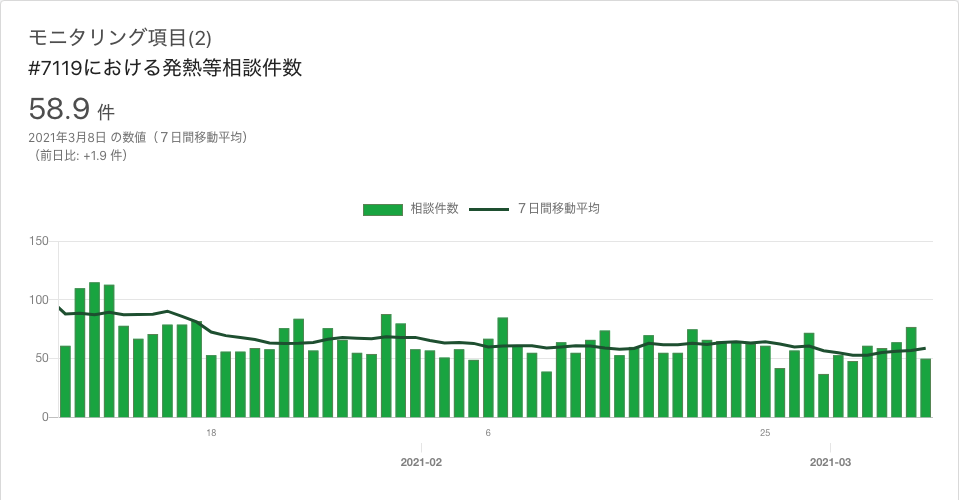 モニタリング項目(2)
#7119における発熱等相談件数
58.9 件
2021年3月8日 の数値（７日間移動平均）
（前日比: +1.9 件）
相談件数 ７日間移動平均
150
100
50
0
18 6 25
2021-02 2021-03